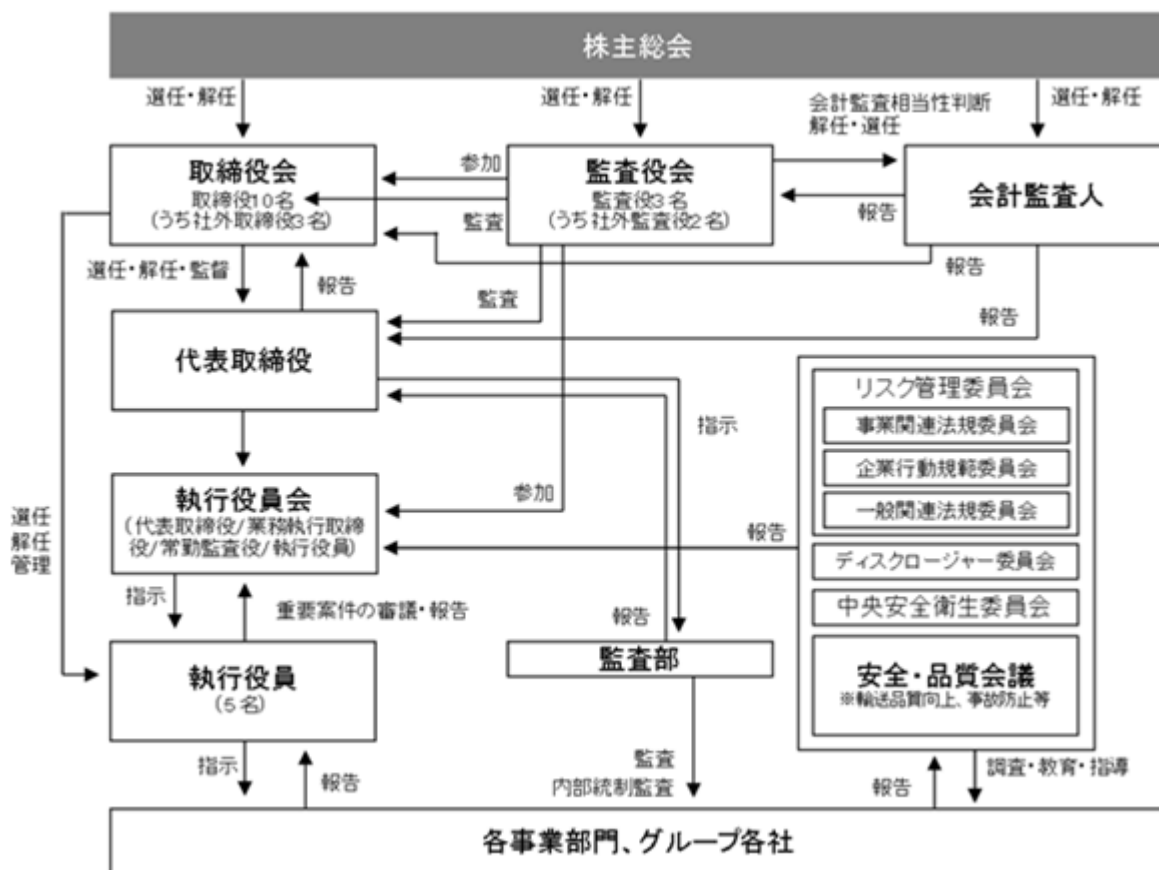 株主総会
選任・解任
選任・解任
会計監査相当性判断
解任・選任
選任・解任
取締役会
取締役10名
(うち社外取締役3名)
参加
監査
監査役会
監査役3名
(うち社外監査役2名)
報告
会計監査人
選任・解任・監督
報告
監査
報告
報告
代表取締役
指示
リスク管理委員会
事業関連法規委員会
企業行動規範委員会
一般関連法規委員会
ディスクロージャー委員会
中央安全衛生委員会
安全・品質会議
※輸送品質向上、事故防止等
執行役員会
(代表取締役/業務執行取締
役/常勤監査役/執行役員)
参加
報告
選任
解任
管理
指示
重要案件の審議・報告
報告
監査部
執行役員
(5名)
指示
報告
監査
内部統制監査
報告
調査・教育・指導
各事業部門、グループ各社